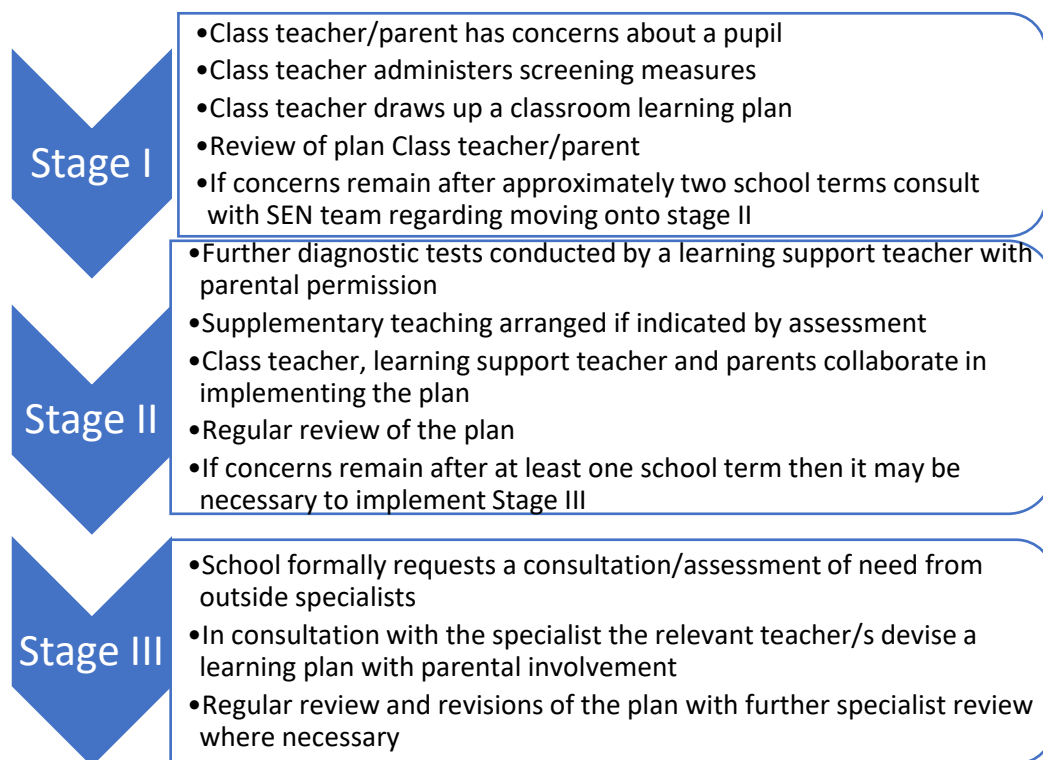 Stage I
•Class teacher/parent has concerns about a pupil
•Class teacher administers screening measures
•Class teacher draws up a classroom learning plan
•Review of plan Class teacher/parent
•If concerns remain after approximately two school terms consult
with SEN team regarding moving onto stage II
Stage II
•Further diagnostic tests conducted by a learning support teacher with
parental permission
•Supplementary teaching arranged if indicated by assessment
•Class teacher, learning support teacher and parents collaborate in
implementing the plan
•Regular review of the plan
•If concerns remain after at least one school term then it may be
necessary to implement Stage III
Stage III
•School formally requests a consultation/assessment of need from
outside specialists
•In consultation with the specialist the relevant teacher/s devise a
learning plan with parental involvement
•Regular review and revisions of the plan with further specialist review
where necessary